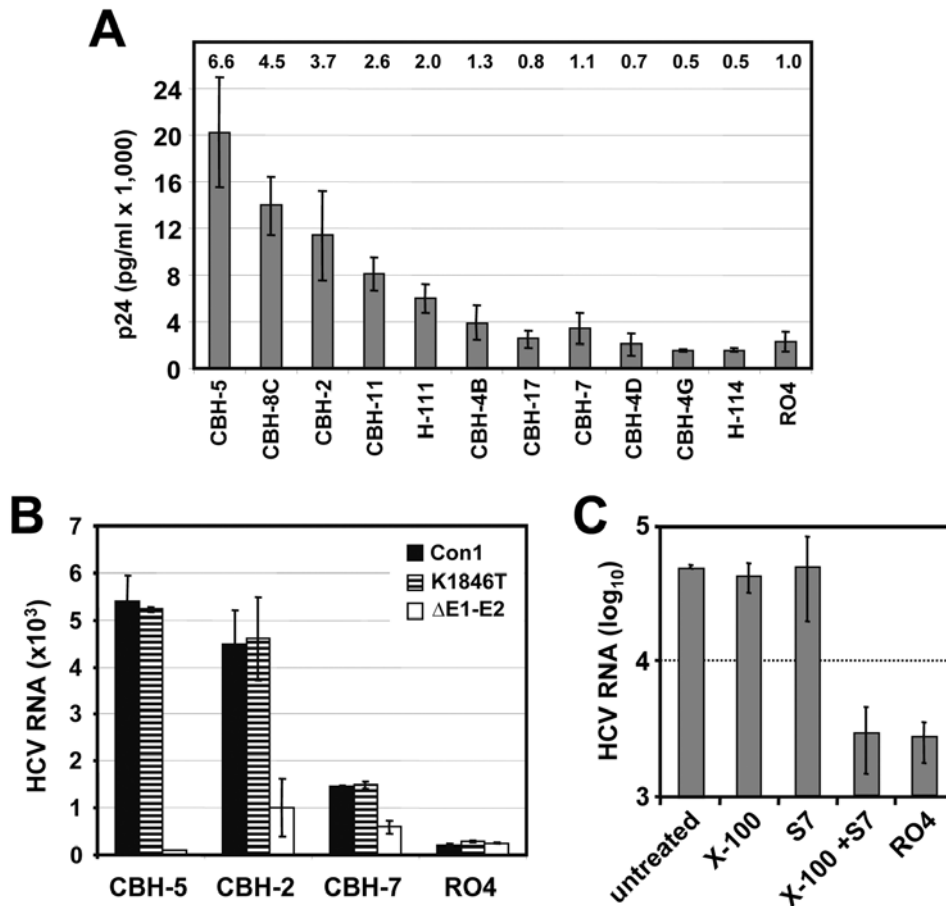 A
6.6 4.5 3.7 2.6 2.0 1.3 0.8 1.1 0.7 0.5 0.5 1.0
24
20
16
12
8
4
0
p24 (pg/ml x 1,000)
CBH-5
CBH-8C
CBH-2
CBH-11
H-111
CBH-4B
CBH-17
CBH-7
CBH-4D
CBH-4G
H-114
RO4
B
7
6
5
4
3
2
1
0
HCV RNA (x10³)
Con1
K1846T
ΔE1-E2
CBH-5 CBH-2 CBH-7 RO4
C
5
4
3
HCV RNA (log₁₀)
untreated
X-100
S7
X-100 +S7
RO4